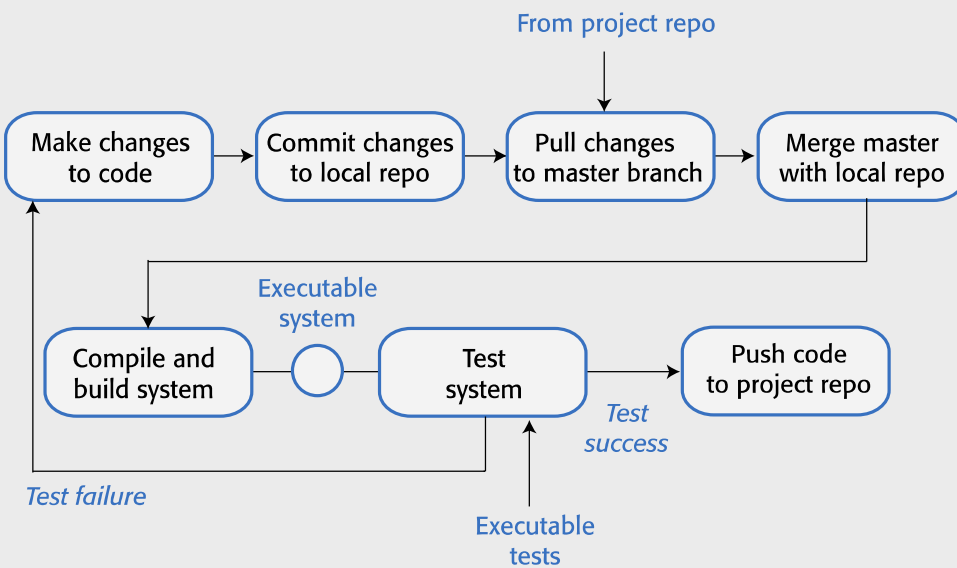 From project repo
Make changes
to code
Commit changes
to local repo
Pull changes
to master branch
Merge master
with local repo
Executable
system
Compile and
build system
Test
system
Push code
to project repo
Test
success
Test failure
Executable
tests